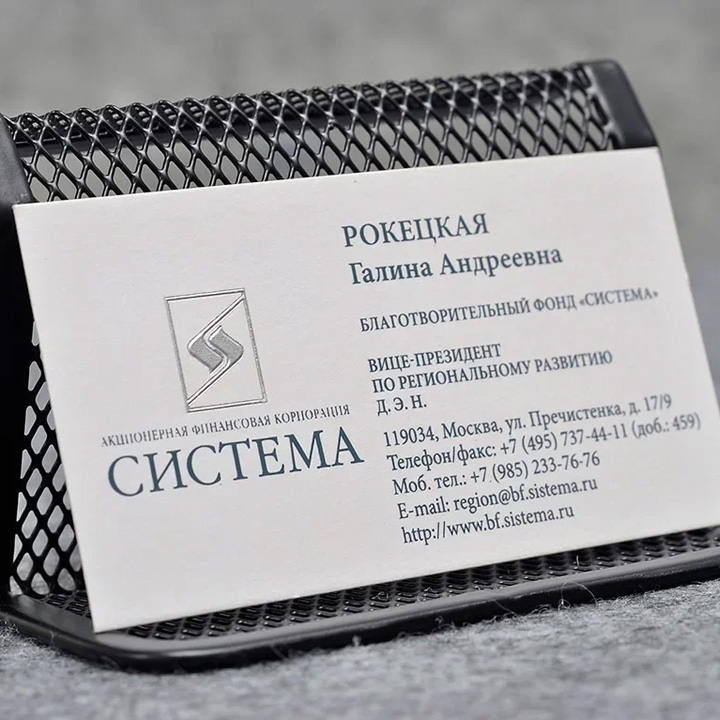 РОКЕЦКАЯ
Галина Андреевна
БЛАГОТВОРИТЕЛЬНЫЙ ФОНД «СИСТЕМА»
ВИЦЕ-ПРЕЗИДЕНТ
ПО РЕГИОНАЛЬНОМУ РАЗВИТИЮ
Д. Э. Н.
АКЦИОНЕРНАЯ ФИНАНСОВАЯ КОРПОРАЦИЯ
СИСТЕМА
119034, Москва, ул. Пречистенка, д. 17/9
Телефон/факс: +7 (495) 737-44-11 (доб.: 459)
Моб. тел.: +7 (985) 233-76-76
E-mail: region@bf.sistema.ru
http://www.bf.sistema.ru